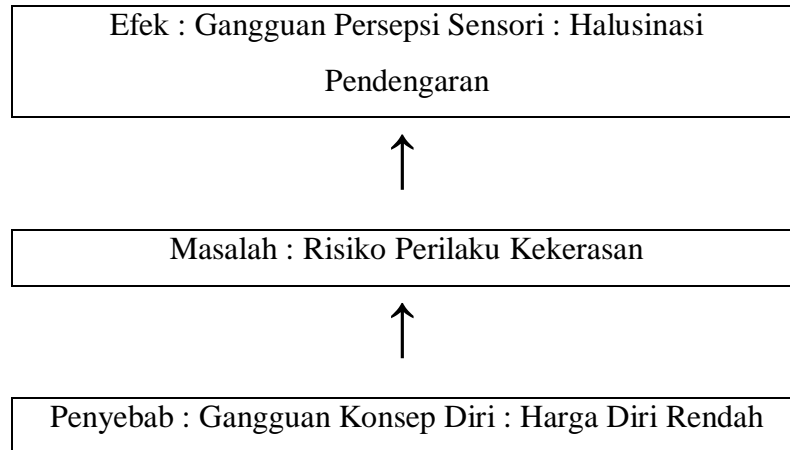 Efek : Gangguan Persepsi Sensori : Halusinasi
Pendengaran
Masalah : Risiko Perilaku Kekerasan
Penyebab : Gangguan Konsep Diri : Harga Diri Rendah